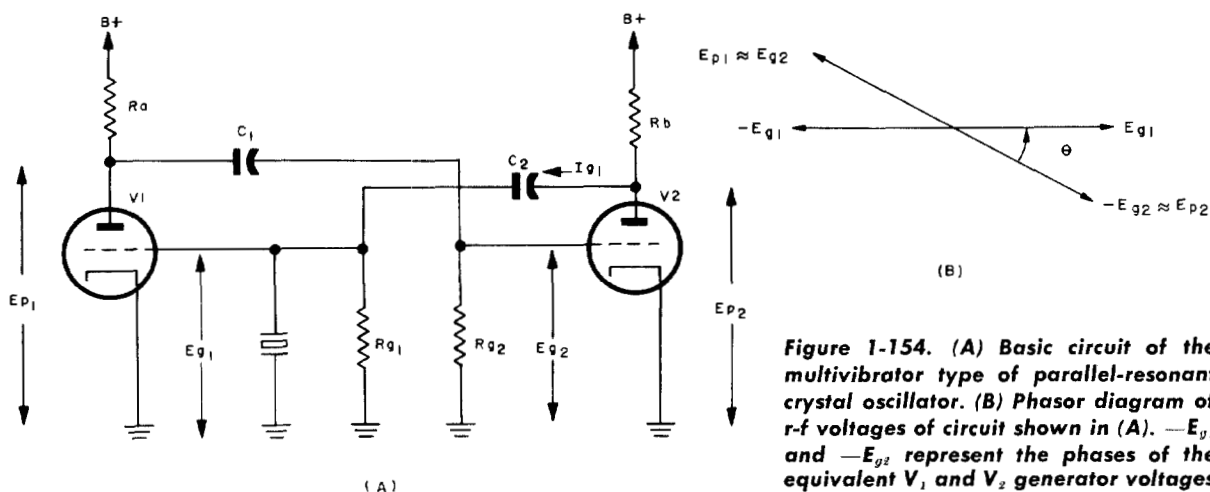 B+
B+
Ra
C₁
Rb
C₂
Ig₁
V1
V2
Ep₁
Eg₁
Rg₁
Rg₂
Eg₂
Ep₂
(A)
Ep₁ ≈ Eg₂
−Eg₁
Eg₁
θ
−Eg₂ ≈ Ep₂
(B)
Figure 1-154. (A) Basic circuit of the
multivibrator type of parallel-resonant
crystal oscillator. (B) Phasor diagram of
r-f voltages of circuit shown in (A). —Eg
and —Eg₂ represent the phases of the
equivalent V₁ and V₂ generator voltages